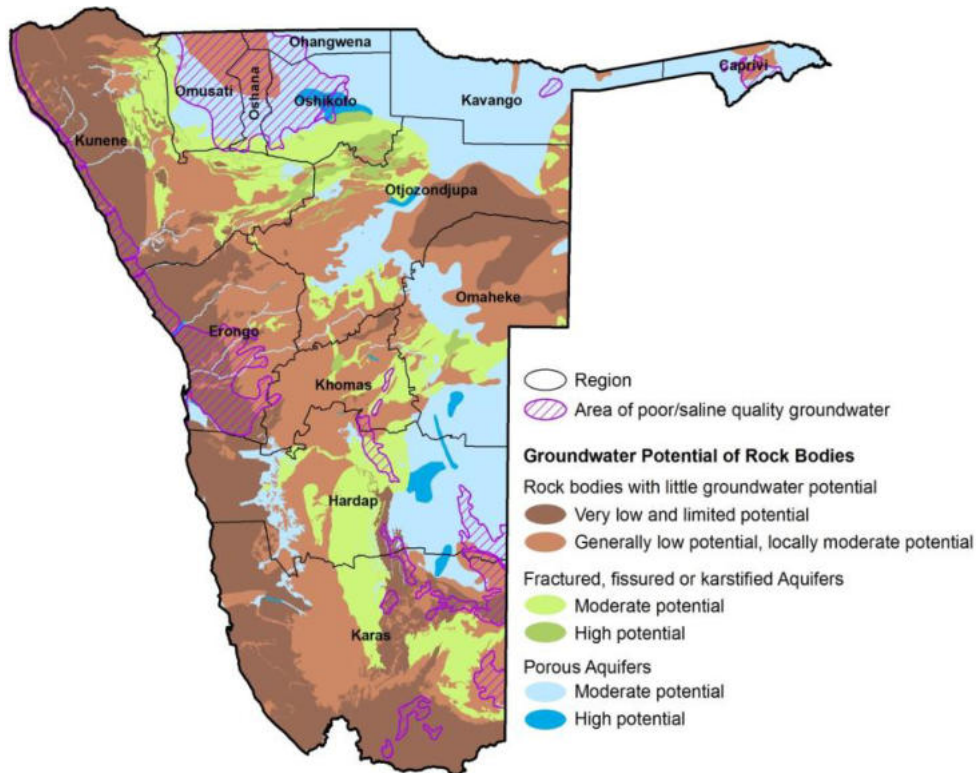 Ohangwena
Omusati
Oshana
Oshikoto
Kavango
Caprivi
Kunene
Otjozondjupa
Omaheke
Erongo
Khomas
Hardap
Karas
Region
Area of poor/saline quality groundwater
Groundwater Potential of Rock Bodies
Rock bodies with little groundwater potential
Very low and limited potential
Generally low potential, locally moderate potential
Fractured, fissured or karstified Aquifers
Moderate potential
High potential
Porous Aquifers
Moderate potential
High potential